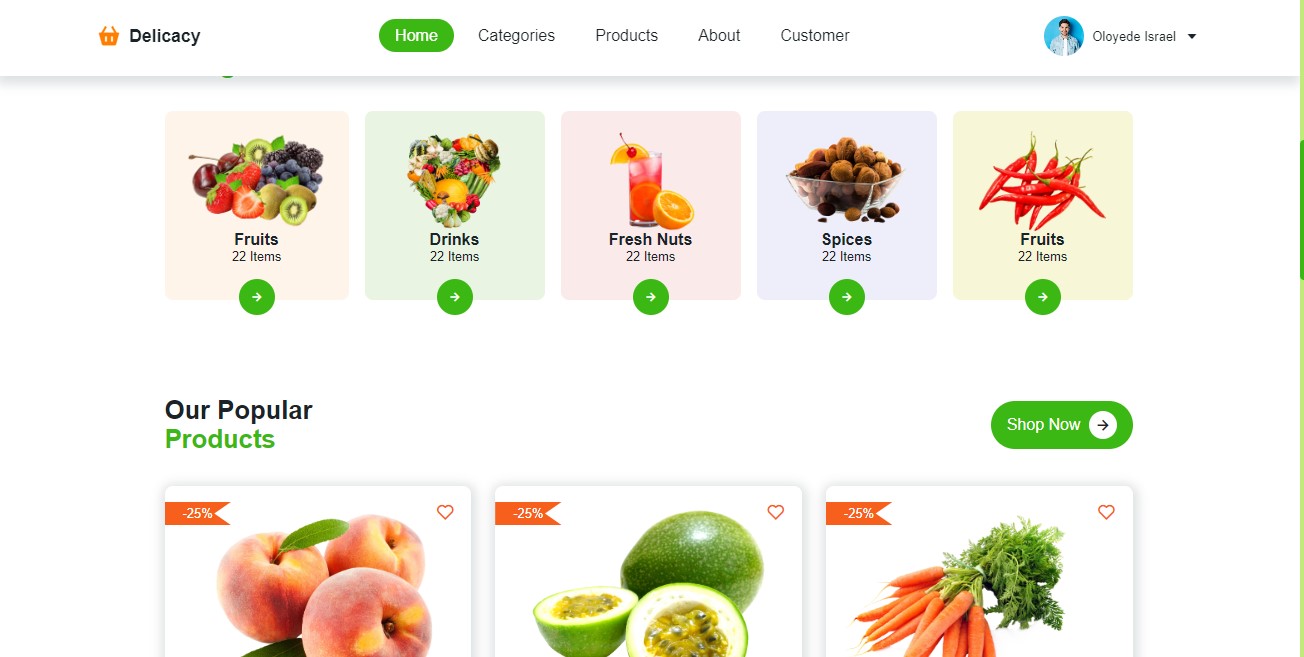 Delicacy
Home
Categories
Products
About
Customer
Oloyede Israel
Fruits
22 Items
Drinks
22 Items
Fresh Nuts
22 Items
Spices
22 Items
Fruits
22 Items
Our Popular
Products
Shop Now
-25%
-25%
-25%